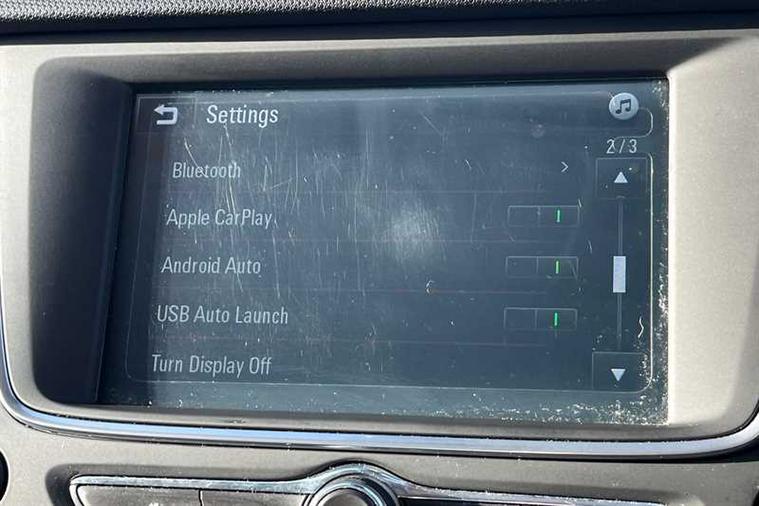 Settings
2/3
Bluetooth
Apple CarPlay
Android Auto
USB Auto Launch
Turn Display Off